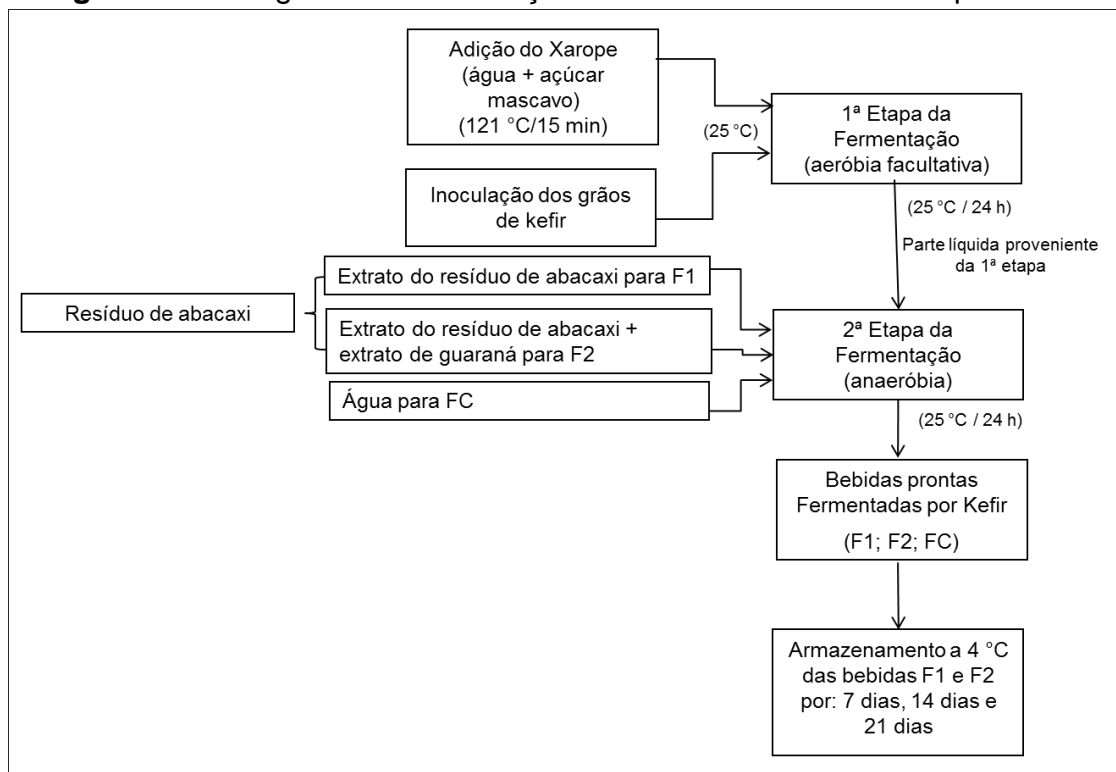 Adição do Xarope
(água + açúcar
mascavo)
(121 °C/15 min)
(25 °C)
1ª Etapa da
Fermentação
(aeróbia facultativa)
Inoculação dos grãos
de kefir
(25 °C / 24 h)
Parte líquida proveniente
da 1ª etapa
Resíduo de abacaxi
Extrato do resíduo de abacaxi para F1
Extrato do resíduo de abacaxi +
extrato de guaraná para F2
Água para FC
2ª Etapa da
Fermentação
(anaeróbia)
(25 °C / 24 h)
Bebidas prontas
Fermentadas por Kefir
(F1; F2; FC)
Armazenamento a 4 °C
das bebidas F1 e F2
por: 7 dias, 14 dias e
21 dias